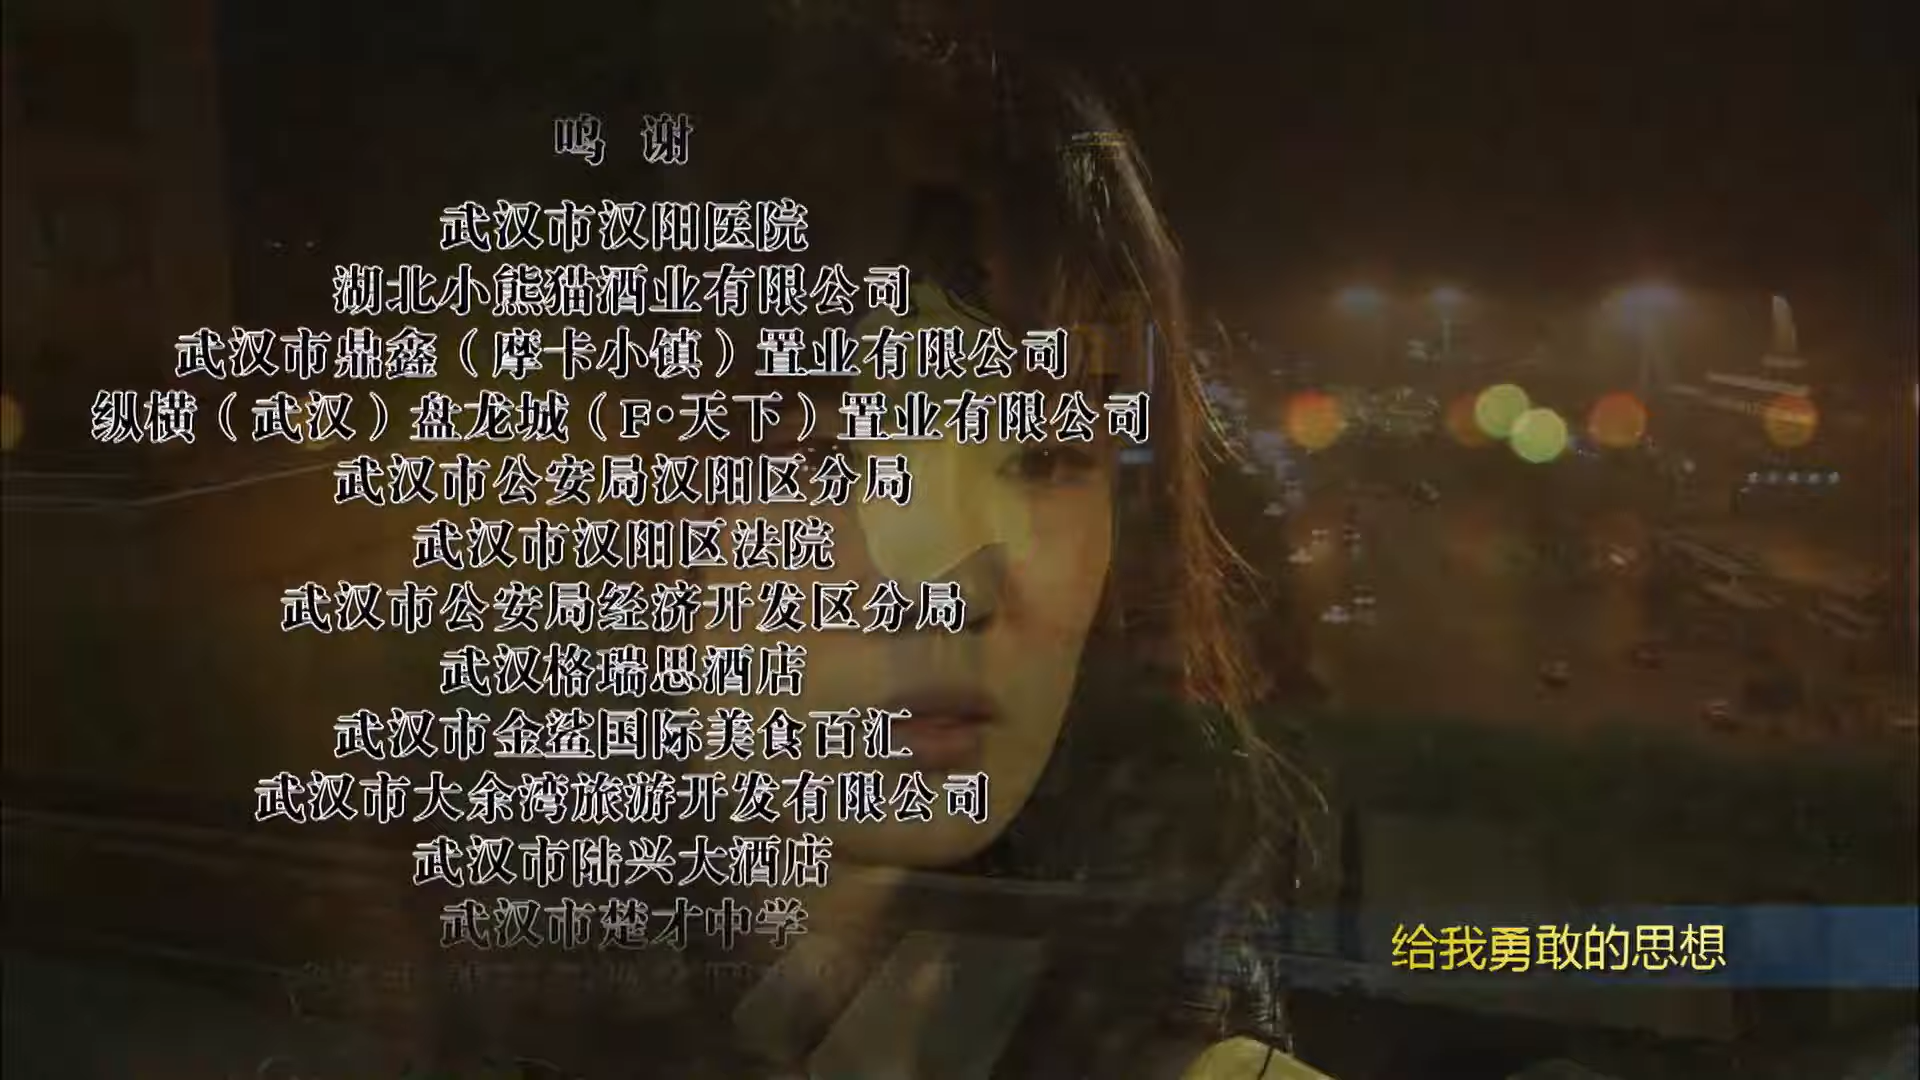 鸣 谢
武汉市汉阳医院
湖北小熊猫酒业有限公司
武汉市鼎鑫（摩卡小镇）置业有限公司
纵横（武汉）盘龙城（F·天下）置业有限公司
武汉市公安局汉阳区分局
武汉市汉阳区法院
武汉市公安局经济开发区分局
武汉格瑞思酒店
武汉市金鲨国际美食百汇
武汉市大余湾旅游开发有限公司
武汉市陆兴大酒店
武汉市楚才中学
给我勇敢的思想